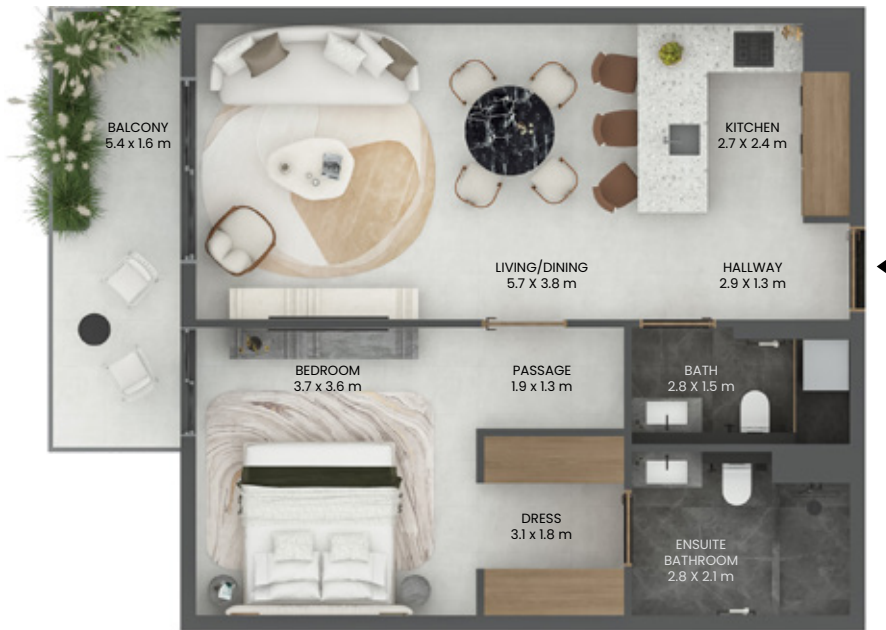 BALCONY
5.4 x 1.6 m
KITCHEN
2.7 X 2.4 m
LIVING/DINING
5.7 X 3.8 m
HALLWAY
2.9 X 1.3 m
BEDROOM
3.7 x 3.6 m
PASSAGE
1.9 x 1.3 m
BATH
2.8 X 1.5 m
DRESS
3.1 x 1.8 m
ENSUITE
BATHROOM
2.8 X 2.1 m